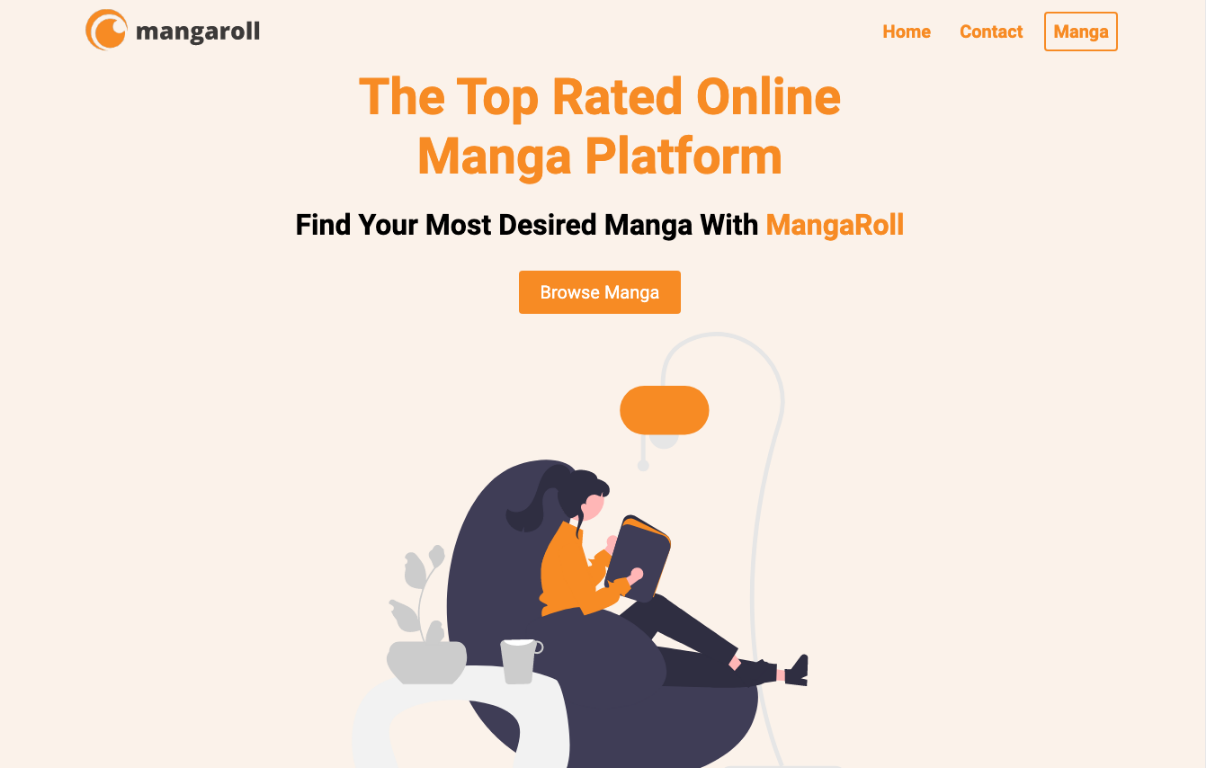 mangaroll
Home
Contact
Manga
The Top Rated Online
Manga Platform
Find Your Most Desired Manga With MangaRoll
Browse Manga